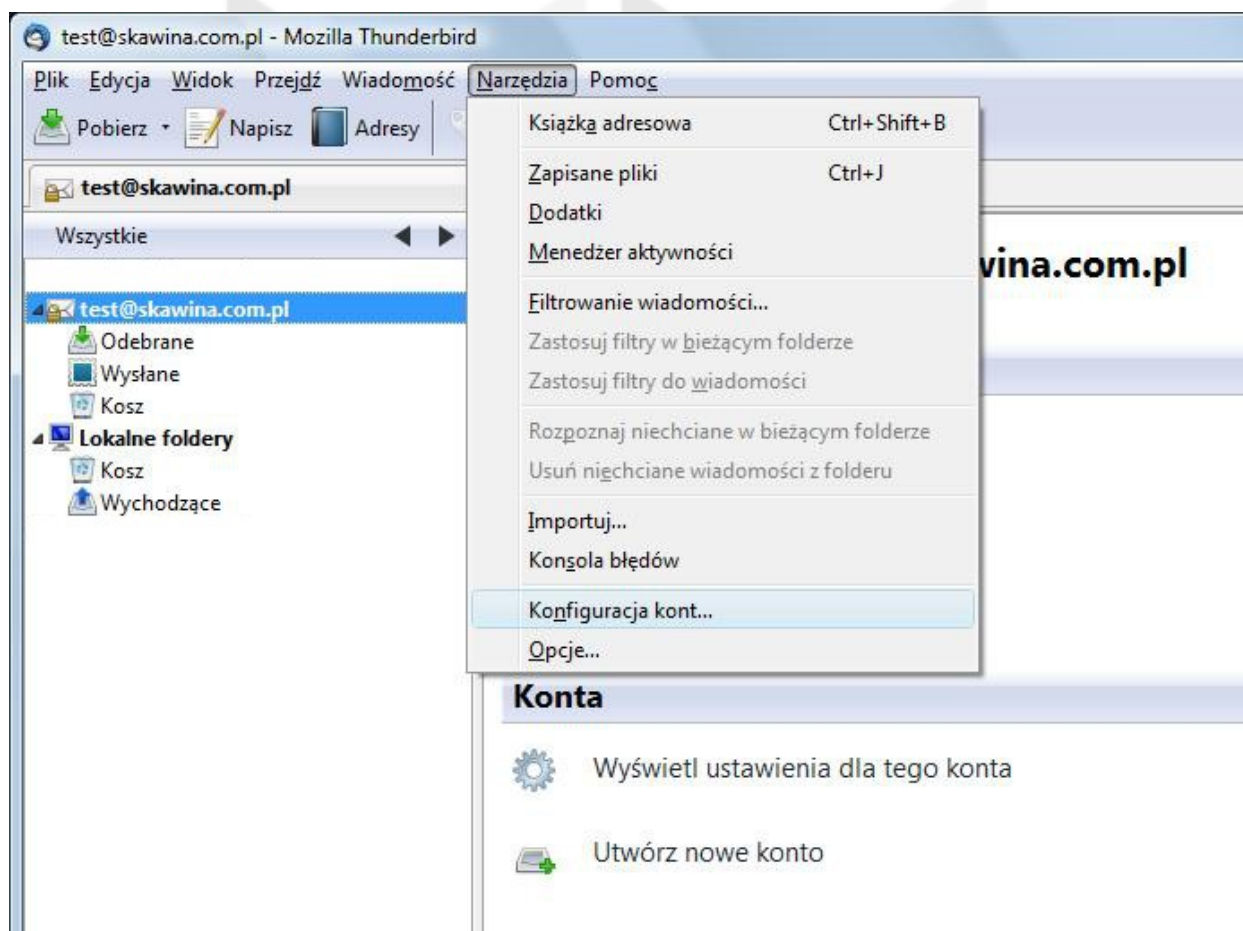 test@skawina.com.pl - Mozilla Thunderbird
Plik Edycja Widok Przejdź Wiadomość Narzędzia Pomoc
Pobierz Napisz Adresy
test@skawina.com.pl
Wszystkie
test@skawina.com.pl
Odebrane
Wysłane
Kosz
Lokalne foldery
Kosz
Wychodzące
Książka adresowa Ctrl+Shift+B
Zapisane pliki Ctrl+J
Dodatki
Menedżer aktywności
Filtrowanie wiadomości...
Zastosuj filtry w bieżącym folderze
Zastosuj filtry do wiadomości
Rozpoznaj niechciane w bieżącym folderze
Usuń niechciane wiadomości z folderu
Importuj...
Konsola błędów
Konfiguracja kont...
Opcje...
vina.com.pl
Konta
Wyświetl ustawienia dla tego konta
Utwórz nowe konto